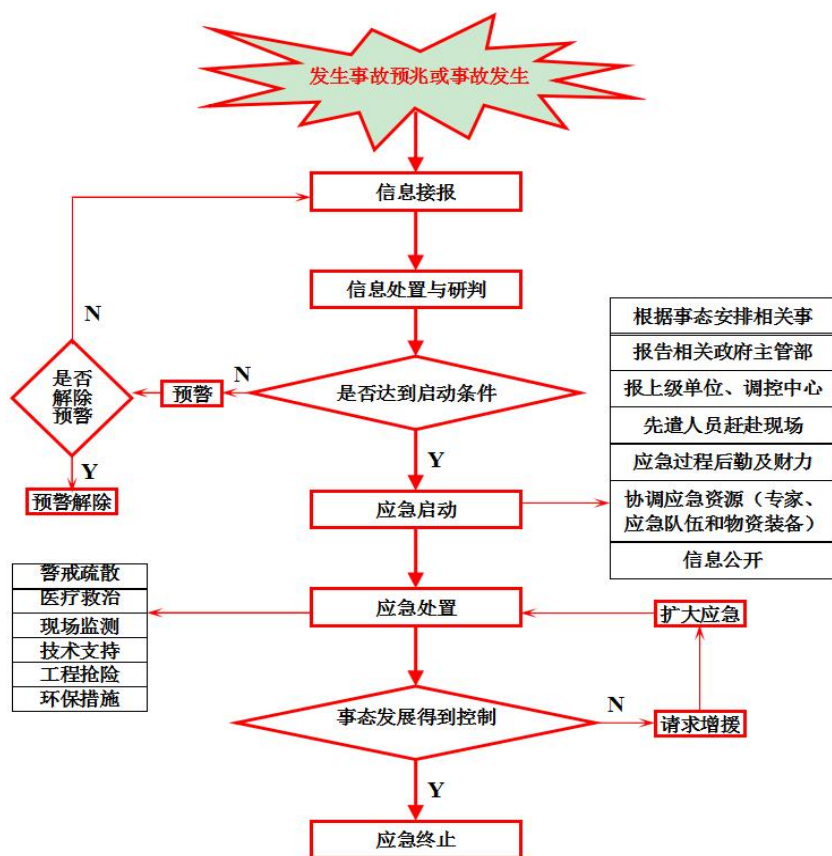 发生事故预兆或事故发生
信息接报
信息处置与研判
N
是否
解除
预警
预警
N
是否达到启动条件
Y
预警解除
Y
应急启动
根据事态安排相关事
报告相关政府主管部
报上级单位、调控中心
先遣人员赶赴现场
应急过程后勤及财力
协调应急资源（专家、
应急队伍和物资装备）
信息公开
警戒疏散
医疗救治
现场监测
技术支持
工程抢险
环保措施
应急处置
扩大应急
事态发展得到控制
N
请求增援
Y
应急终止